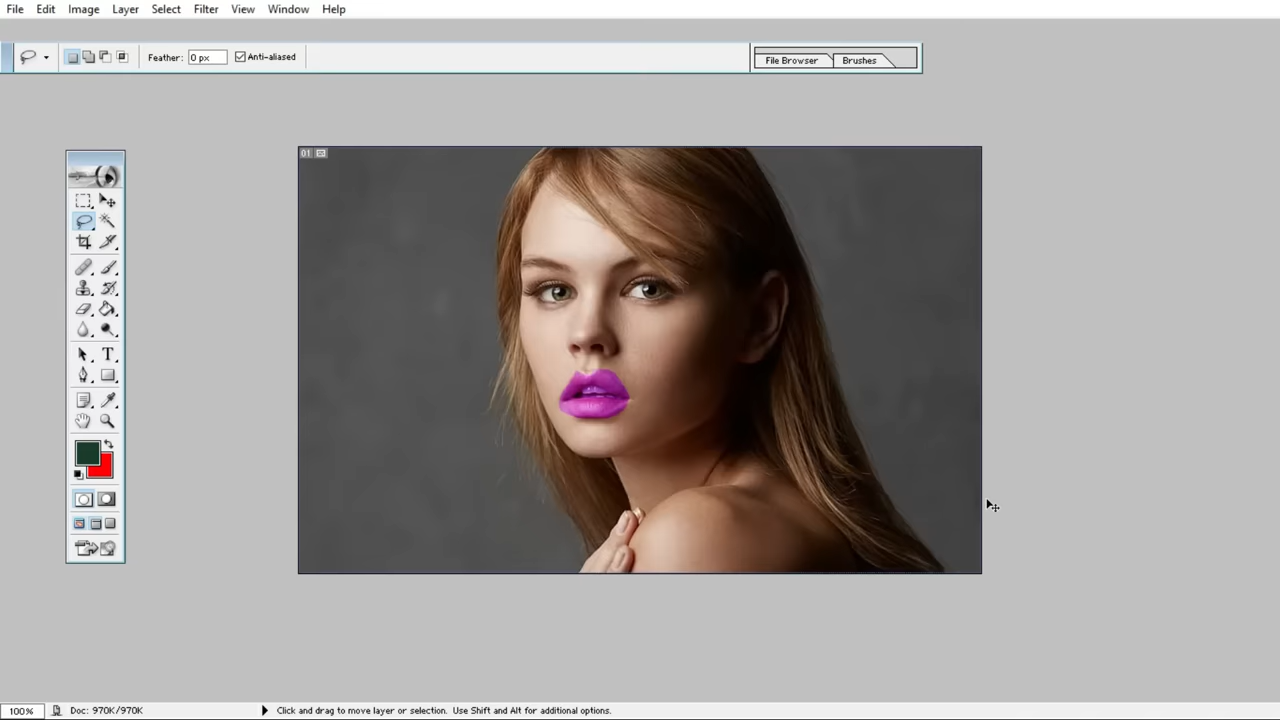 File Edit Image Layer Select Filter View Window Help
Feather: 0 px Anti-aliased File Browser Brushes
01
T
100% Doc: 970K/970K Click and drag to move layer or selection. Use Shift and Alt for additional options.